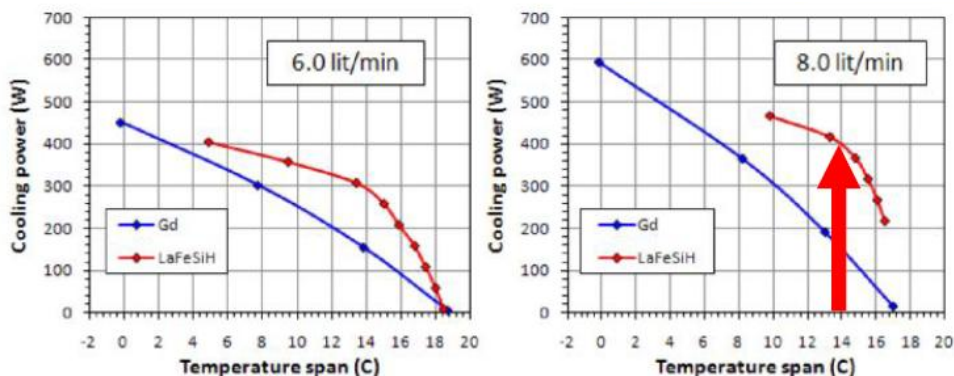 6.0 lit/min
Cooling power (W)
700
600
500
400
300
200
100
0
Gd
LaFeSiH
-2 0 2 4 6 8 10 12 14 16 18 20
Temperature span (C)
8.0 lit/min
Cooling power (W)
700
600
500
400
300
200
100
0
Gd
LaFeSiH
-2 0 2 4 6 8 10 12 14 16 18 20
Temperature span (C)